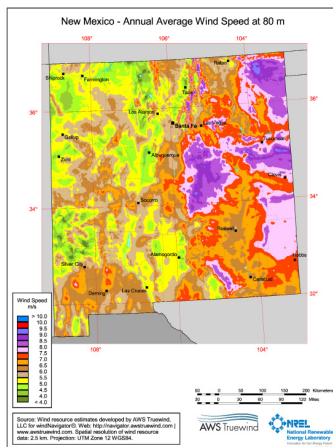 New Mexico - Annual Average Wind Speed at 80 m
108°
106°
104°
Raton
Shiprock
Farmington
Taos
36°
36°
Los Alamos
Santa Fe
Las Vegas
Gallup
Tucumcari
Zuni
Albuquerque
Clovis
34°
34°
Socorro
Roswell
Alamogordo
Hobbs
Silver City
Carlsbad
Las Cruces
Deming
32°
108°
106°
104°
Wind Speed
m/s
> 10.0
10.0
9.5
9.0
8.5
8.0
7.5
7.0
6.5
6.0
5.5
5.0
4.5
4.0
< 4.0
50 0 50 100 150 200 Kilometers
Source: Wind resource estimates developed by AWS Truewind,
LLC for windNavigator®. Web: http://navigator.awstruewind.com |
www.awstruewind.com. Spatial resolution of wind resource
data: 2.5 km. Projection: UTM Zone 12 WGS84.
AWS Truewind
NREL
National Renewable
Energy Laboratory